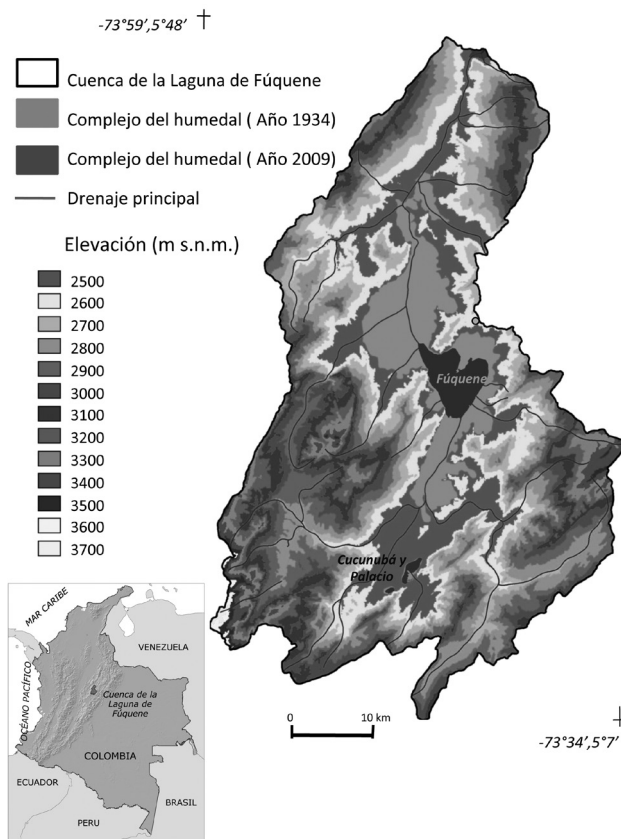 -73°59’,5°48’
Cuenca de la Laguna de Fúquene
Complejo del humedal ( Año 1934)
Complejo del humedal ( Año 2009)
Drenaje principal
Elevación (m s.n.m.)
2500
2600
2700
2800
2900
3000
3100
3200
3300
3400
3500
3600
3700
Fúquene
Cucunubá y
Palacio
0 10 km
-73°34’,5°7’
MAR CARIBE
VENEZUELA
OCÉANO PACÍFICO
Cuenca de la
Laguna de
Fúquene
COLOMBIA
ECUADOR
BRASIL
PERU